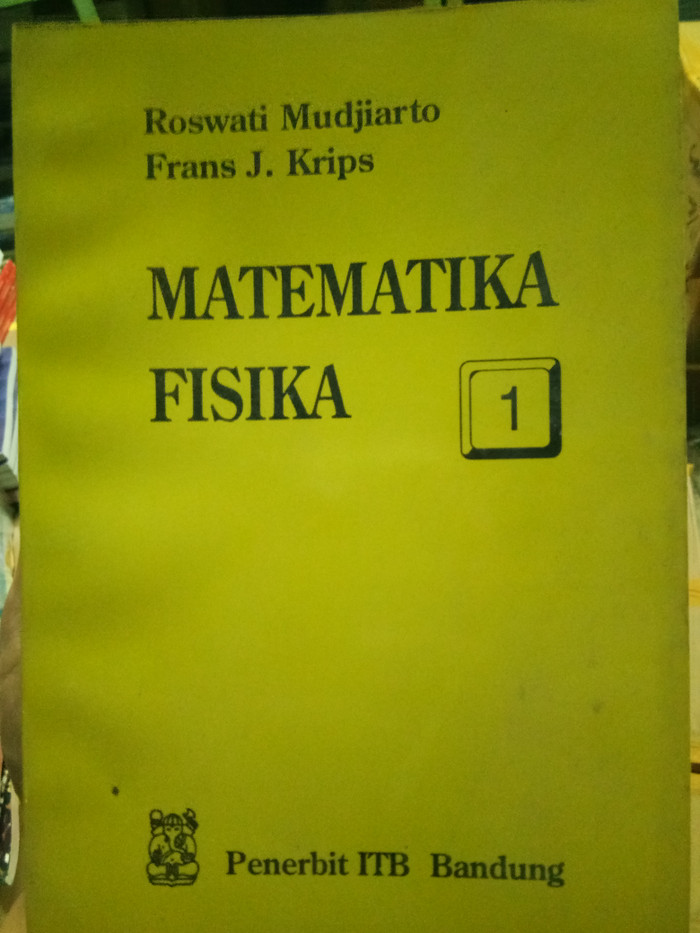 Roswati Mudjiarto
Frans J. Krips
MATEMATIKA
FISIKA 1
Penerbit ITB Bandung